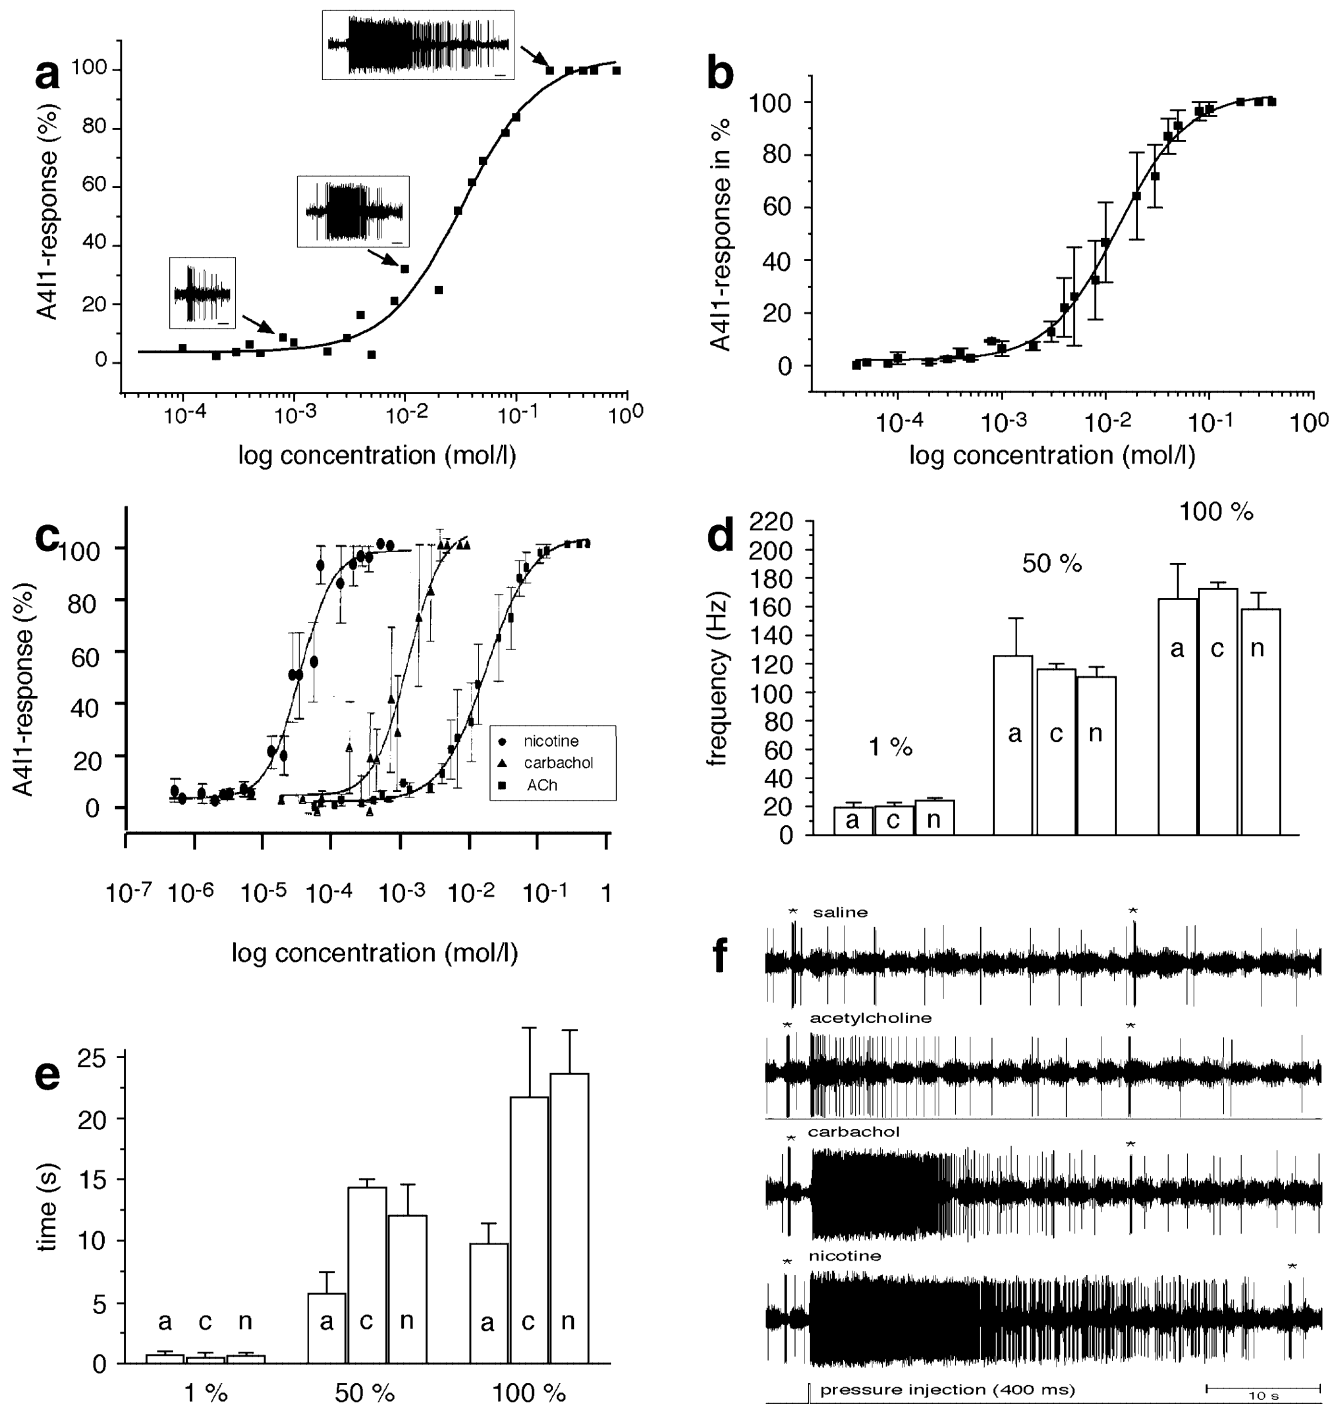 a
A4I1-response (%)
100
80
60
40
20
0
10-4 10-3 10-2 10-1 100
log concentration (mol/l)
b
A4I1-response in %
100
80
60
40
20
0
10-4 10-3 10-2 10-1 100
log concentration (mol/l)
c
A4I1-response (%)
100
80
60
40
20
0
nicotine
carbachol
ACh
10-7 10-6 10-5 10-4 10-3 10-2 10-1 1
log concentration (mol/l)
d
frequency (Hz)
220
200
180
160
140
120
100
80
60
40
20
0
1 %
50 %
100 %
a c n
a c n
a c n
e
time (s)
25
20
15
10
5
0
a c n
a c n
a c n
1 % 50 % 100 %
f
* saline *
* acetylcholine *
* carbachol *
* nicotine *
pressure injection (400 ms)
10 s